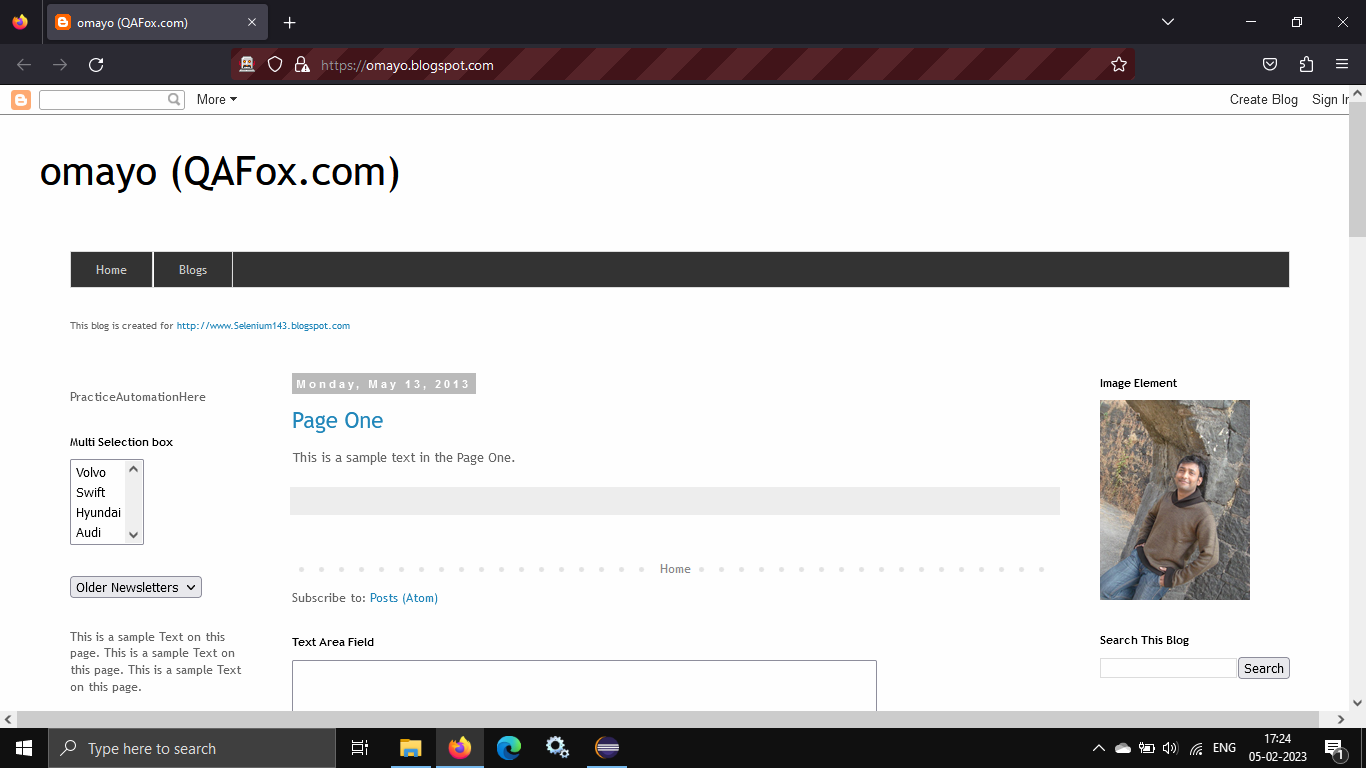 omayo (QAFox.com)
https://omayo.blogspot.com
More
Create Blog
Sign In
omayo (QAFox.com)
Home
Blogs
This blog is created for http://www.Selenium143.blogspot.com
PracticeAutomationHere
Multi Selection box
Volvo
Swift
Hyundai
Audi
Older Newsletters
This is a sample Text on this
page. This is a sample Text on
this page. This is a sample Text
on this page.
Monday, May 13, 2013
Page One
This is a sample text in the Page One.
Home
Subscribe to: Posts (Atom)
Text Area Field
Image Element
Search This Blog
Search
Type here to search
ENG
17:24
05-02-2023
1